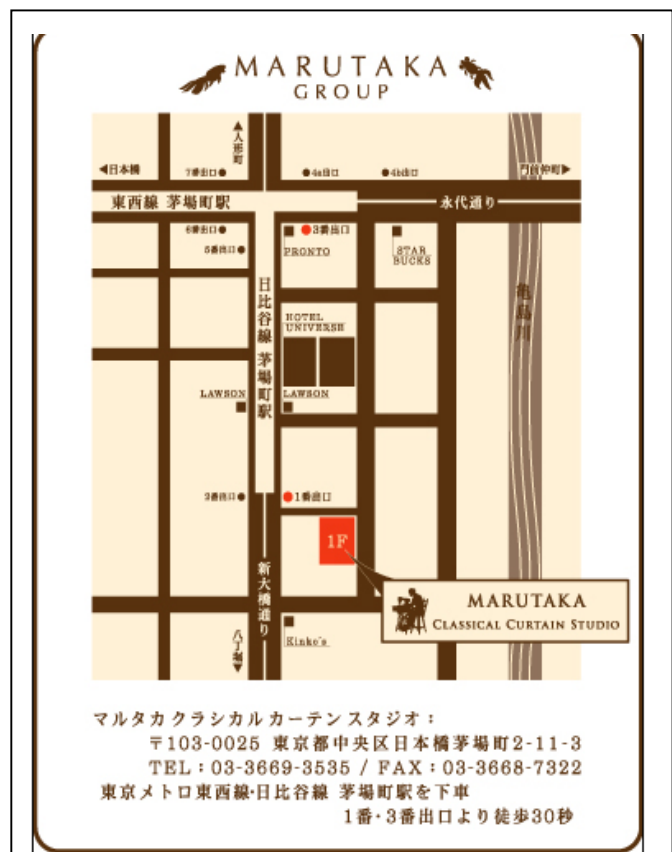 MARUTAKA
GROUP
▲人形町
◀日本橋
7番出口●
●4a出口
●4b出口
門前仲町▶
東西線 茅場町駅
永代通り
6番出口●
5番出口●
●3番出口
PRONTO
STAR
BUCKS
亀島川
日比谷線 茅場町駅
HOTEL
UNIVERSE
LAWSON
LAWSON
2番出口●
●1番出口
1F
新大橋通り
MARUTAKA
CLASSICAL CURTAIN STUDIO
八丁堀▼
Kinko's
マルタカ クラシカル カーテン スタジオ：
〒103-0025 東京都中央区日本橋茅場町2-11-3
TEL：03-3669-3535 / FAX：03-3668-7322
東京メトロ東西線・日比谷線 茅場町駅を下車
1番・3番出口より徒歩30秒